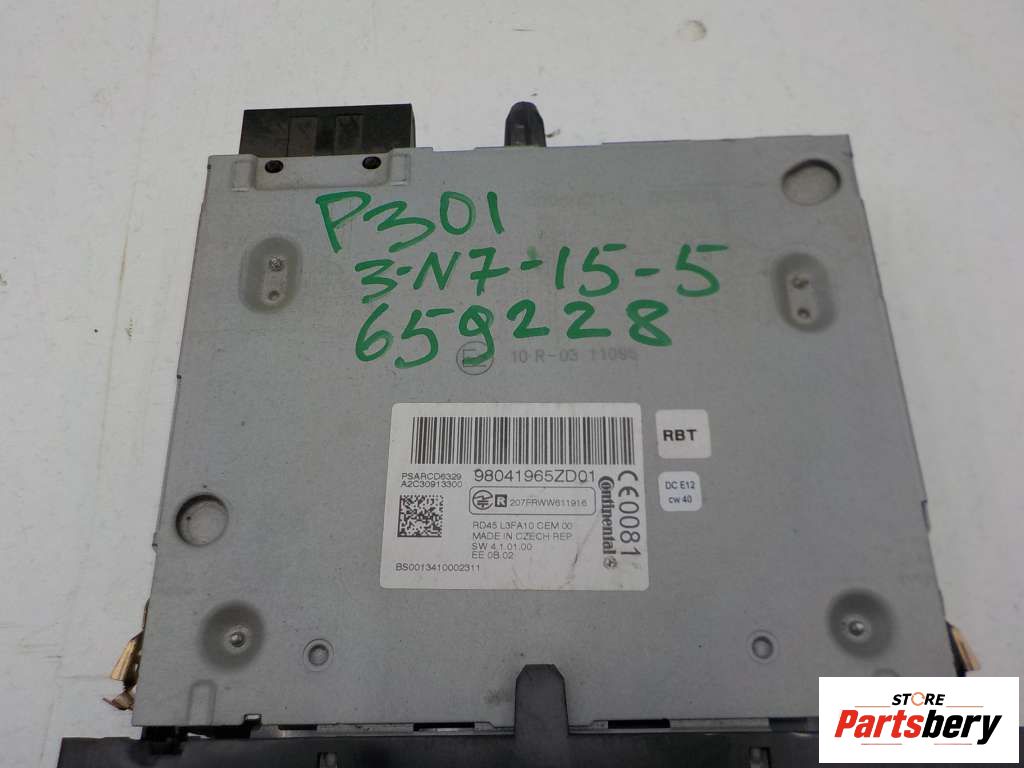 P301
3-N7-15-5
659228
10 R-03 11095
PSARCD6329
A2C30913300
98041965ZD01
R 207FRWW611916
RD45 L3FA10 CEM 00
MADE IN CZECH REP
SW 4.1.01.00
EE 0B.02
BS0013410002311
CE0081
Continental
RBT
DC E12
cw 40
STORE
Partsbery